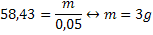 58,43 = m/0,05 ↔ m = 3g